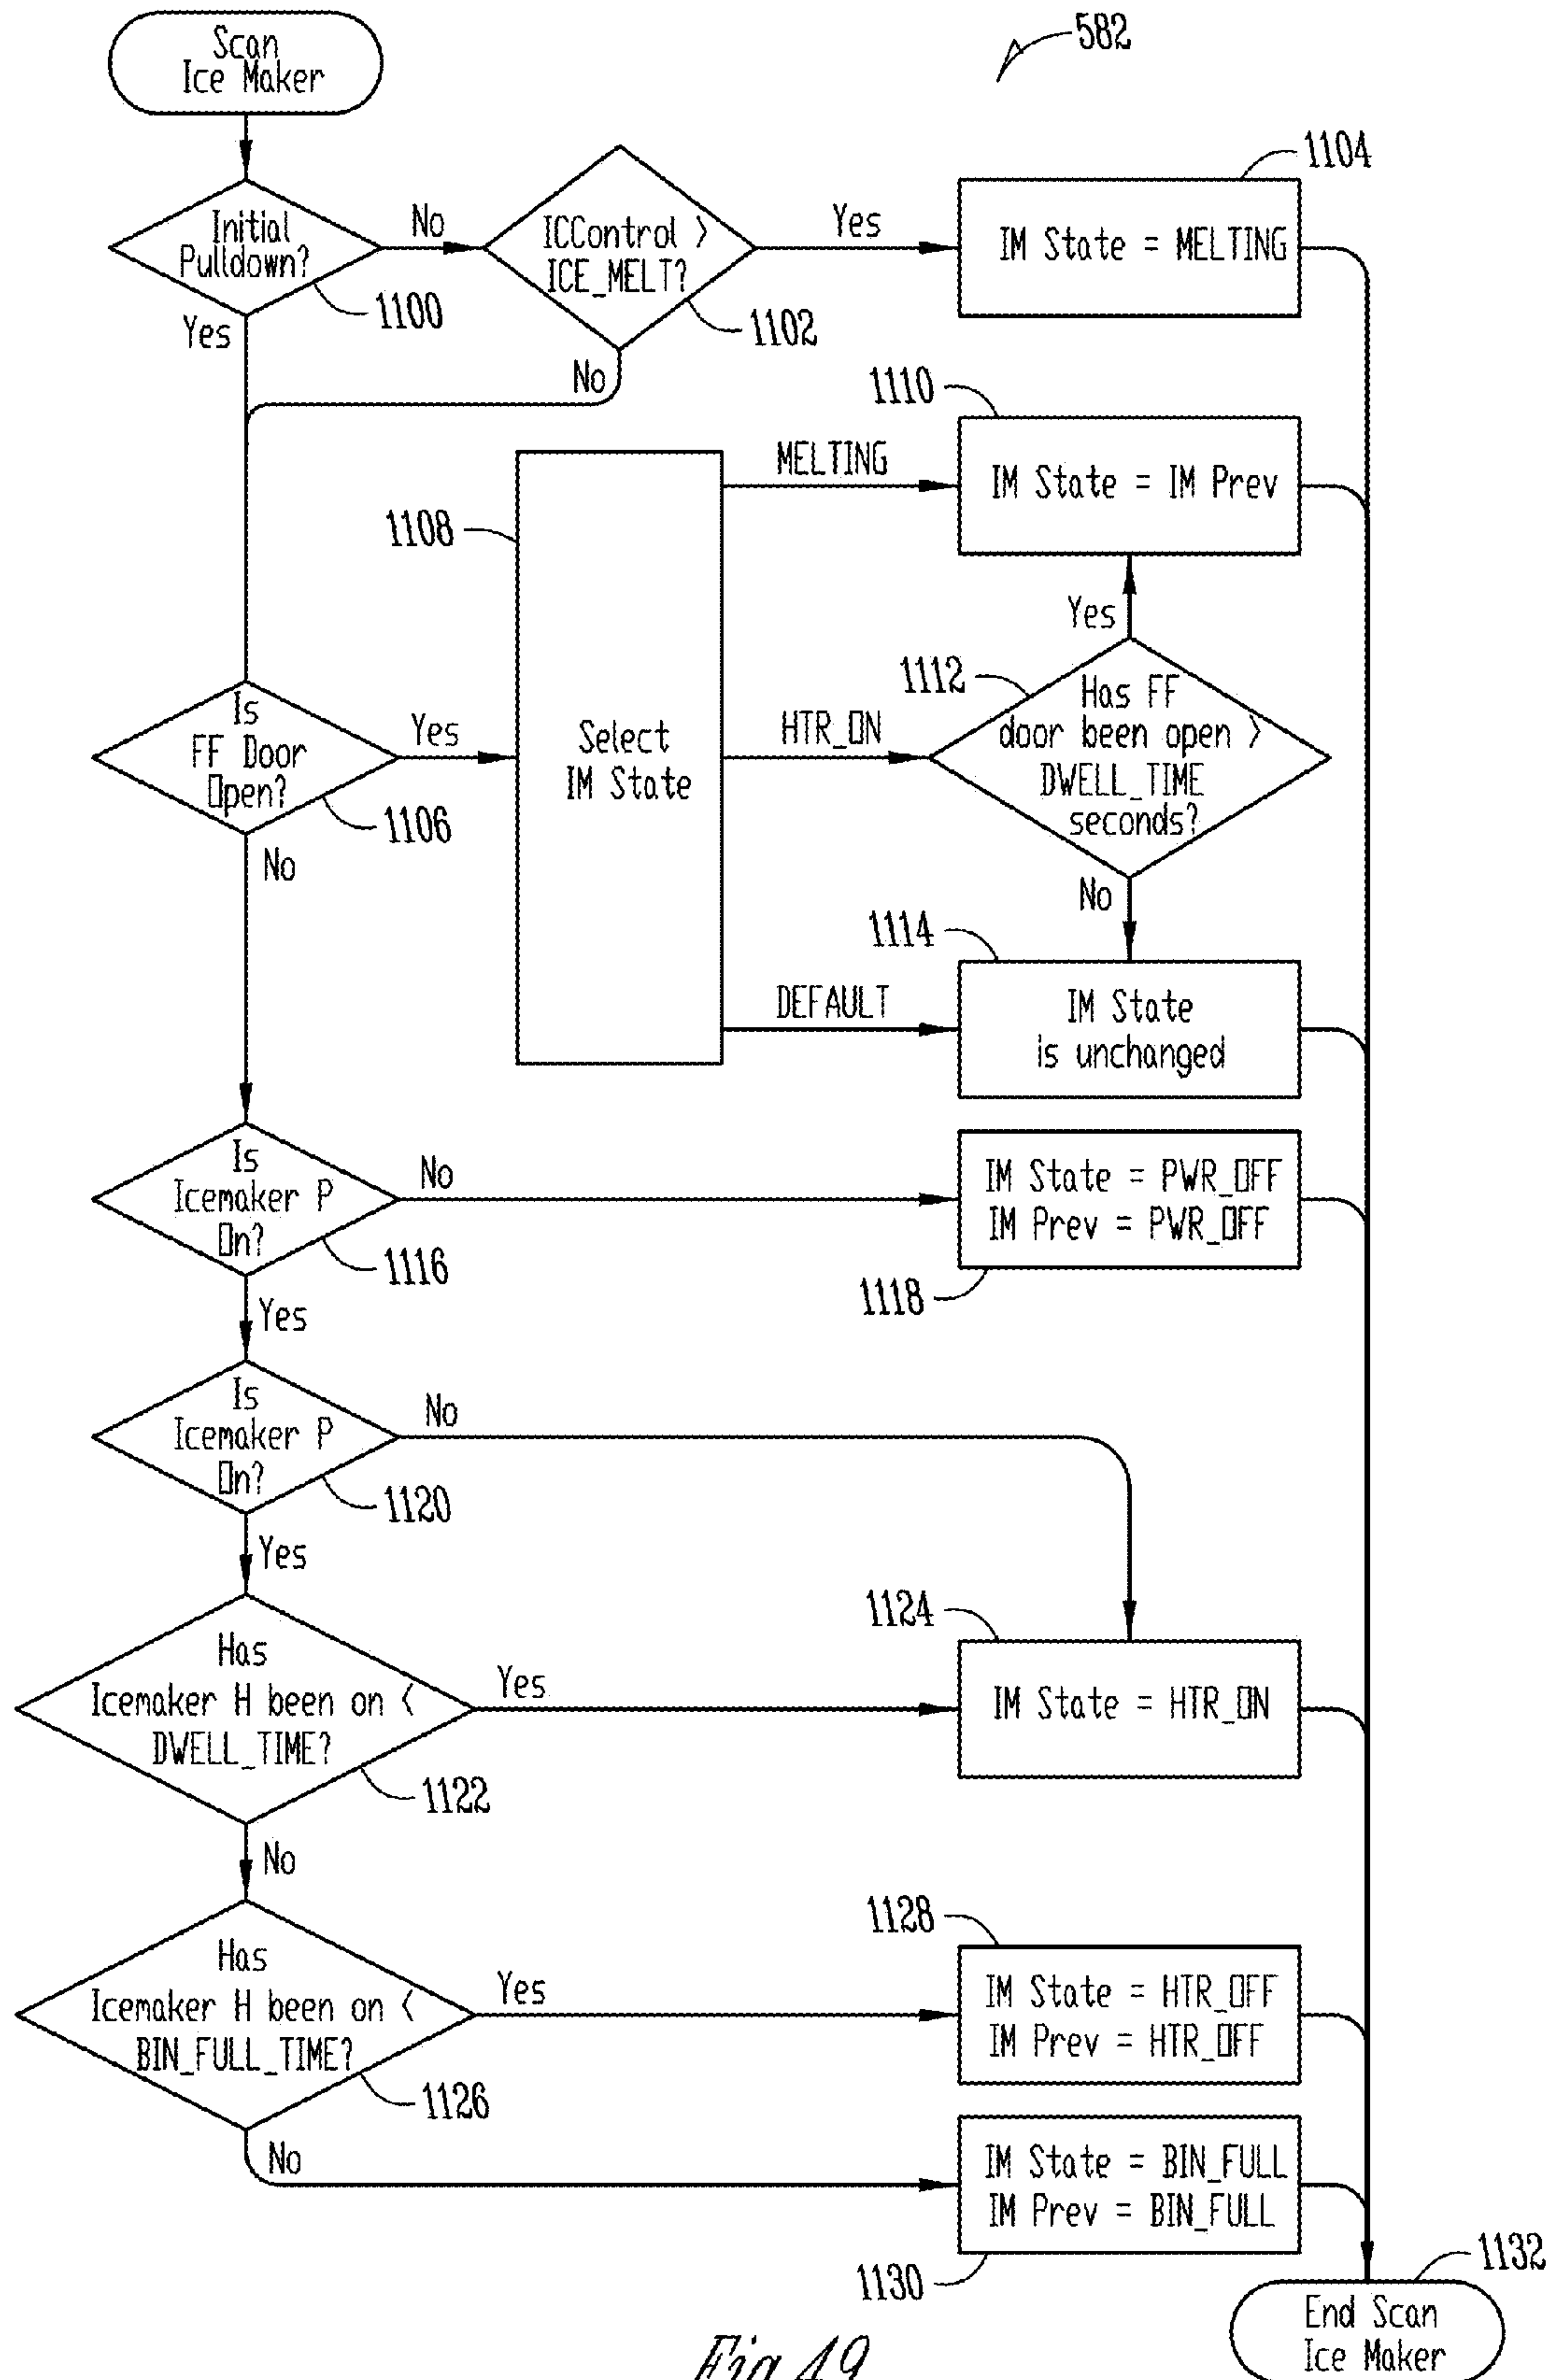 Scan
Ice Maker
582
Initial
Pulldown?
1100
No
Yes
ICControl >
ICE_MELT?
1102
Yes
No
1104
IM State = MELTING
1110
IM State = IM Prev
1108
MELTING
Select
IM State
HTR_ON
DEFAULT
Yes
1112
Has FF
door been open >
DWELL_TIME
seconds?
No
1114
IM State
is unchanged
Is
FF Door
Open?
1106
Yes
No
Is
Icemaker P
On?
1116
No
IM State = PWR_OFF
IM Prev = PWR_OFF
1118
Yes
Is
Icemaker P
On?
1120
No
Yes
Has
Icemaker H been on <
DWELL_TIME?
1122
Yes
1124
IM State = HTR_ON
No
Has
Icemaker H been on <
BIN_FULL_TIME?
1126
Yes
1128
IM State = HTR_OFF
IM Prev = HTR_OFF
No
IM State = BIN_FULL
IM Prev = BIN_FULL
1130
1132
End Scan
Ice Maker
Fig. 49